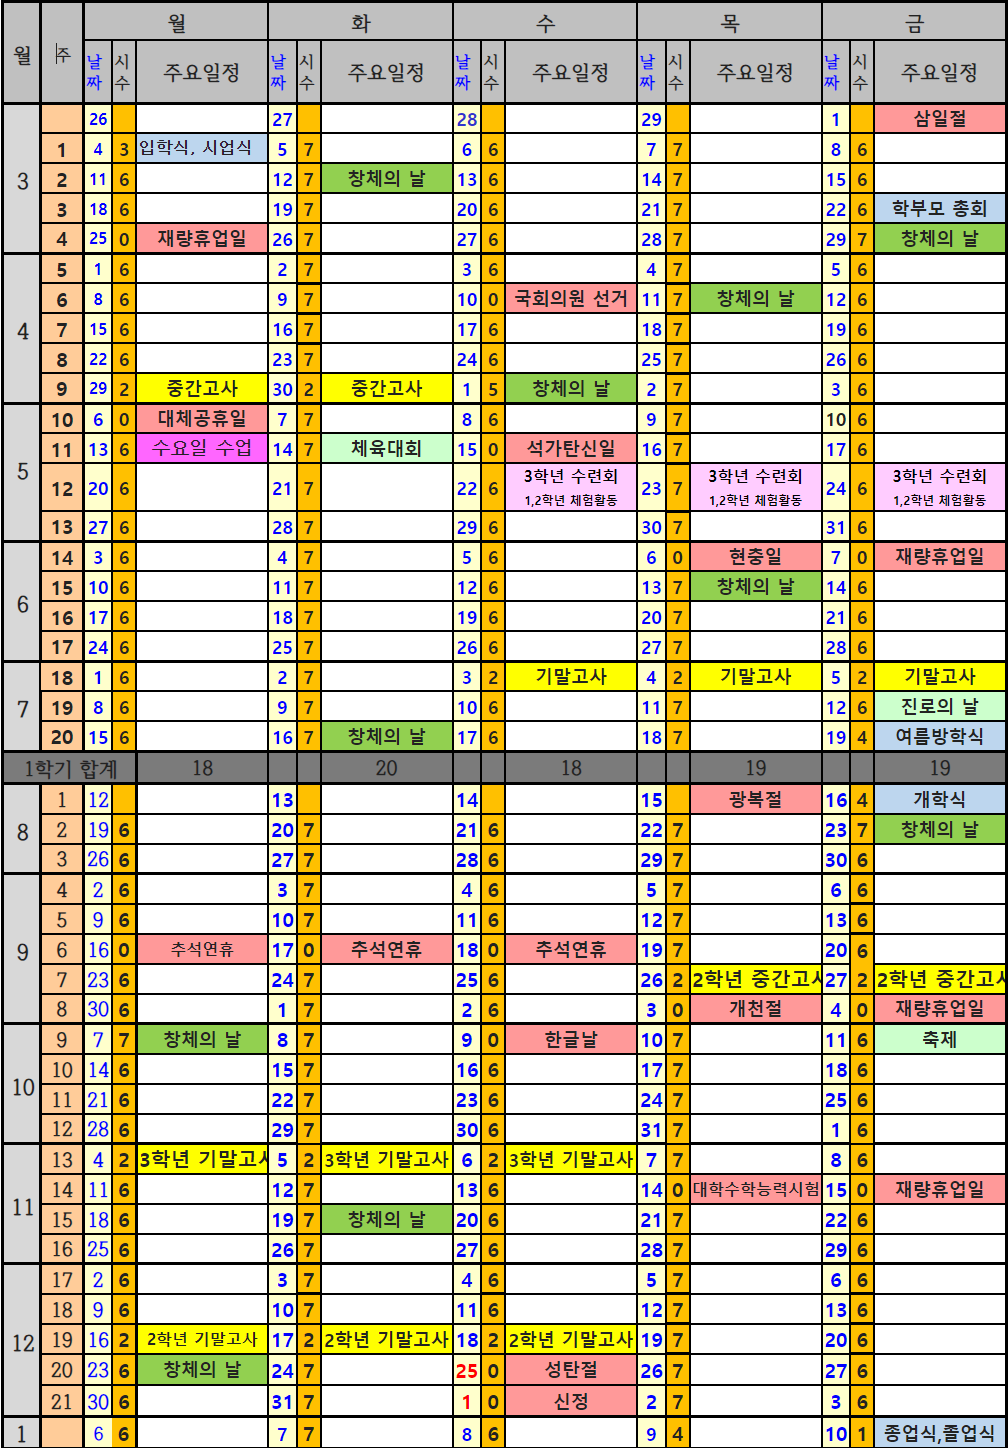 월 주 월 화 수 목 금
날짜 시수 주요일정 날짜 시수 주요일정 날짜 시수 주요일정 날짜 시수 주요일정 날짜 시수 주요일정
3 26 27 28 29 1 삼일절
1 4 3 입학식, 시업식 5 7 6 6 7 7 8 6
2 11 6 12 7 창체의 날 13 6 14 7 15 6
3 18 6 19 7 20 6 21 7 22 6 학부모 총회
4 25 0 재량휴업일 26 7 27 6 28 7 29 7 창체의 날
4 5 1 6 2 7 3 6 4 7 5 6
6 8 6 9 7 10 0 국회의원 선거 11 7 창체의 날 12 6
7 15 6 16 7 17 6 18 7 19 6
8 22 6 23 7 24 6 25 7 26 6
9 29 2 중간고사 30 2 중간고사 1 5 창체의 날 2 7 3 6
5 10 6 0 대체공휴일 7 7 8 6 9 7 10 6
11 13 6 수요일 수업 14 7 체육대회 15 0 석가탄신일 16 7 17 6
12 20 6 21 7 22 6 3학년 수련회 1,2학년 체험활동 23 7 3학년 수련회 1,2학년 체험활동 24 6 3학년 수련회 1,2학년 체험활동
13 27 6 28 7 29 6 30 7 31 6
6 14 3 6 4 7 5 6 6 0 현충일 7 0 재량휴업일
15 10 6 11 7 12 6 13 7 창체의 날 14 6
16 17 6 18 7 19 6 20 7 21 6
17 24 6 25 7 26 6 27 7 28 6
7 18 1 6 2 7 3 2 기말고사 4 2 기말고사 5 2 기말고사
19 8 6 9 7 10 6 11 7 12 6 진로의 날
20 15 6 16 7 창체의 날 17 6 18 7 19 4 여름방학식
1학기 합계 18 20 18 19 19
8 1 12 13 14 15 광복절 16 4 개학식
2 19 6 20 7 21 6 22 7 23 7 창체의 날
3 26 6 27 7 28 6 29 7 30 6
9 4 2 6 3 7 4 6 5 7 6 6
5 9 6 10 7 11 6 12 7 13 6
6 16 0 추석연휴 17 0 추석연휴 18 0 추석연휴 19 7 20 6
7 23 6 24 7 25 6 26 2 2학년 중간고사 27 2 2학년 중간고사
8 30 6 1 7 2 6 3 0 개천절 4 0 재량휴업일
10 9 7 7 창체의 날 8 7 9 0 한글날 10 7 11 6 축제
10 14 6 15 7 16 6 17 7 18 6
11 21 6 22 7 23 6 24 7 25 6
12 28 6 29 7 30 6 31 7 1 6
11 13 4 2 3학년 기말고사 5 2 3학년 기말고사 6 2 3학년 기말고사 7 7 8 6
14 11 6 12 7 13 6 14 0 대학수학능력시험 15 0 재량휴업일
15 18 6 19 7 창체의 날 20 6 21 7 22 6
16 25 6 26 7 27 6 28 7 29 6
12 17 2 6 3 7 4 6 5 7 6 6
18 9 6 10 7 11 6 12 7 13 6
19 16 2 2학년 기말고사 17 2 2학년 기말고사 18 2 2학년 기말고사 19 7 20 6
20 23 6 창체의 날 24 7 25 0 성탄절 26 7 27 6
21 30 6 31 7 1 0 신정 2 7 3 6
1 6 6 7 7 8 6 9 4 10 1 종업식,졸업식